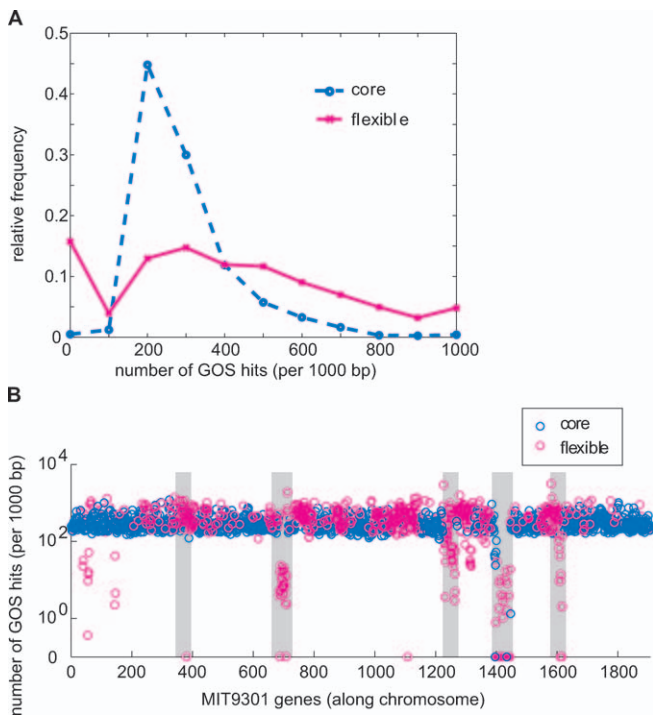 A
0.5
0.4
0.3
0.2
0.1
0
relative frequency
core
flexible
0 200 400 600 800 1000
number of GOS hits (per 1000 bp)
B
core
flexible
10^4
10^2
10^0
0
number of GOS hits (per 1000 bp)
0 200 400 600 800 1000 1200 1400 1600 1800
MIT9301 genes (along chromosome)